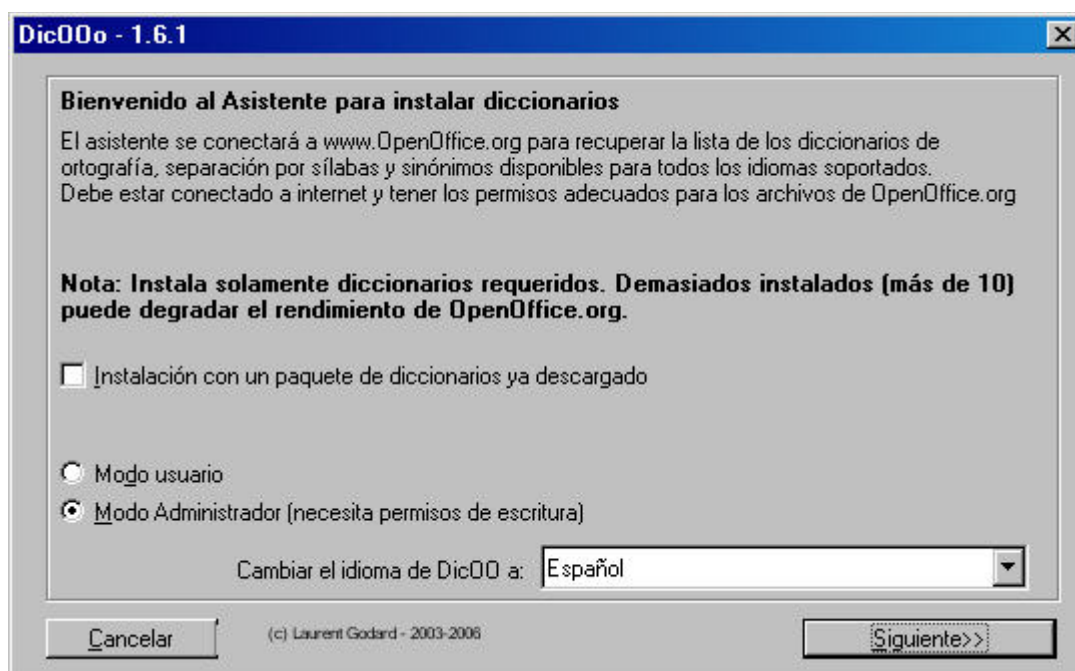 DicOOo - 1.6.1
Bienvenido al Asistente para instalar diccionarios
El asistente se conectará a www.OpenOffice.org para recuperar la lista de los diccionarios de
ortografía, separación por sílabas y sinónimos disponibles para todos los idiomas soportados.
Debe estar conectado a internet y tener los permisos adecuados para los archivos de OpenOffice.org
Nota: Instala solamente diccionarios requeridos. Demasiados instalados (más de 10)
puede degradar el rendimiento de OpenOffice.org.
Instalación con un paquete de diccionarios ya descargado
Modo usuario
Modo Administrador (necesita permisos de escritura)
Cambiar el idioma de DicOO a: Español
Cancelar (c) Laurent Godard - 2003-2006 Siguiente>>